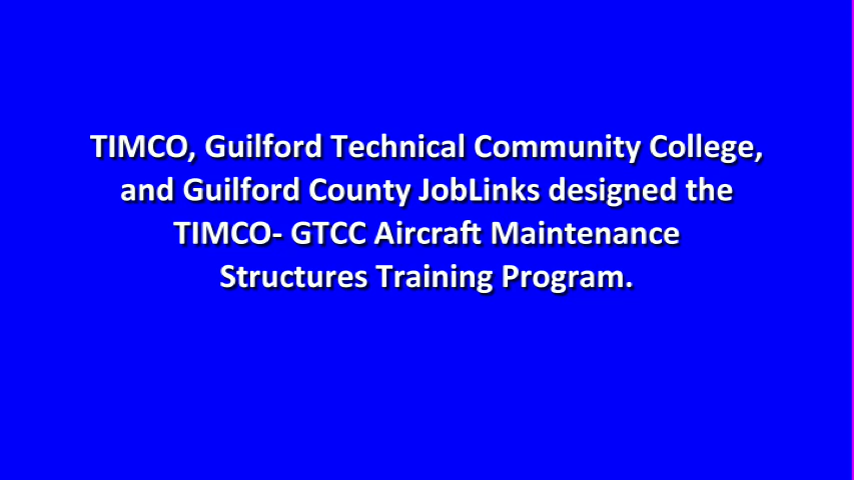 TIMCO, Guilford Technical Community College,
and Guilford County JobLinks designed the
TIMCO- GTCC Aircraft Maintenance
Structures Training Program.